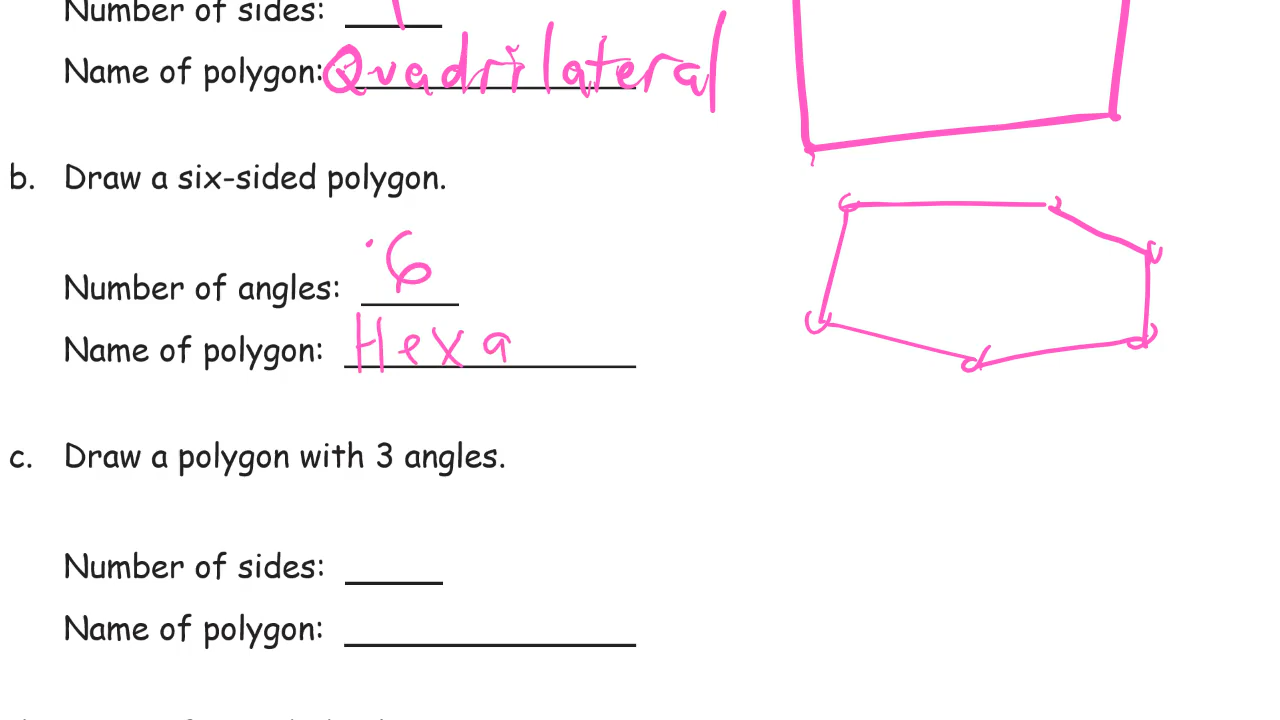 Number of sides:
Name of polygon: Quadrilateral
b. Draw a six-sided polygon.
Number of angles: 6
Name of polygon: Hexa
c. Draw a polygon with 3 angles.
Number of sides:
Name of polygon: